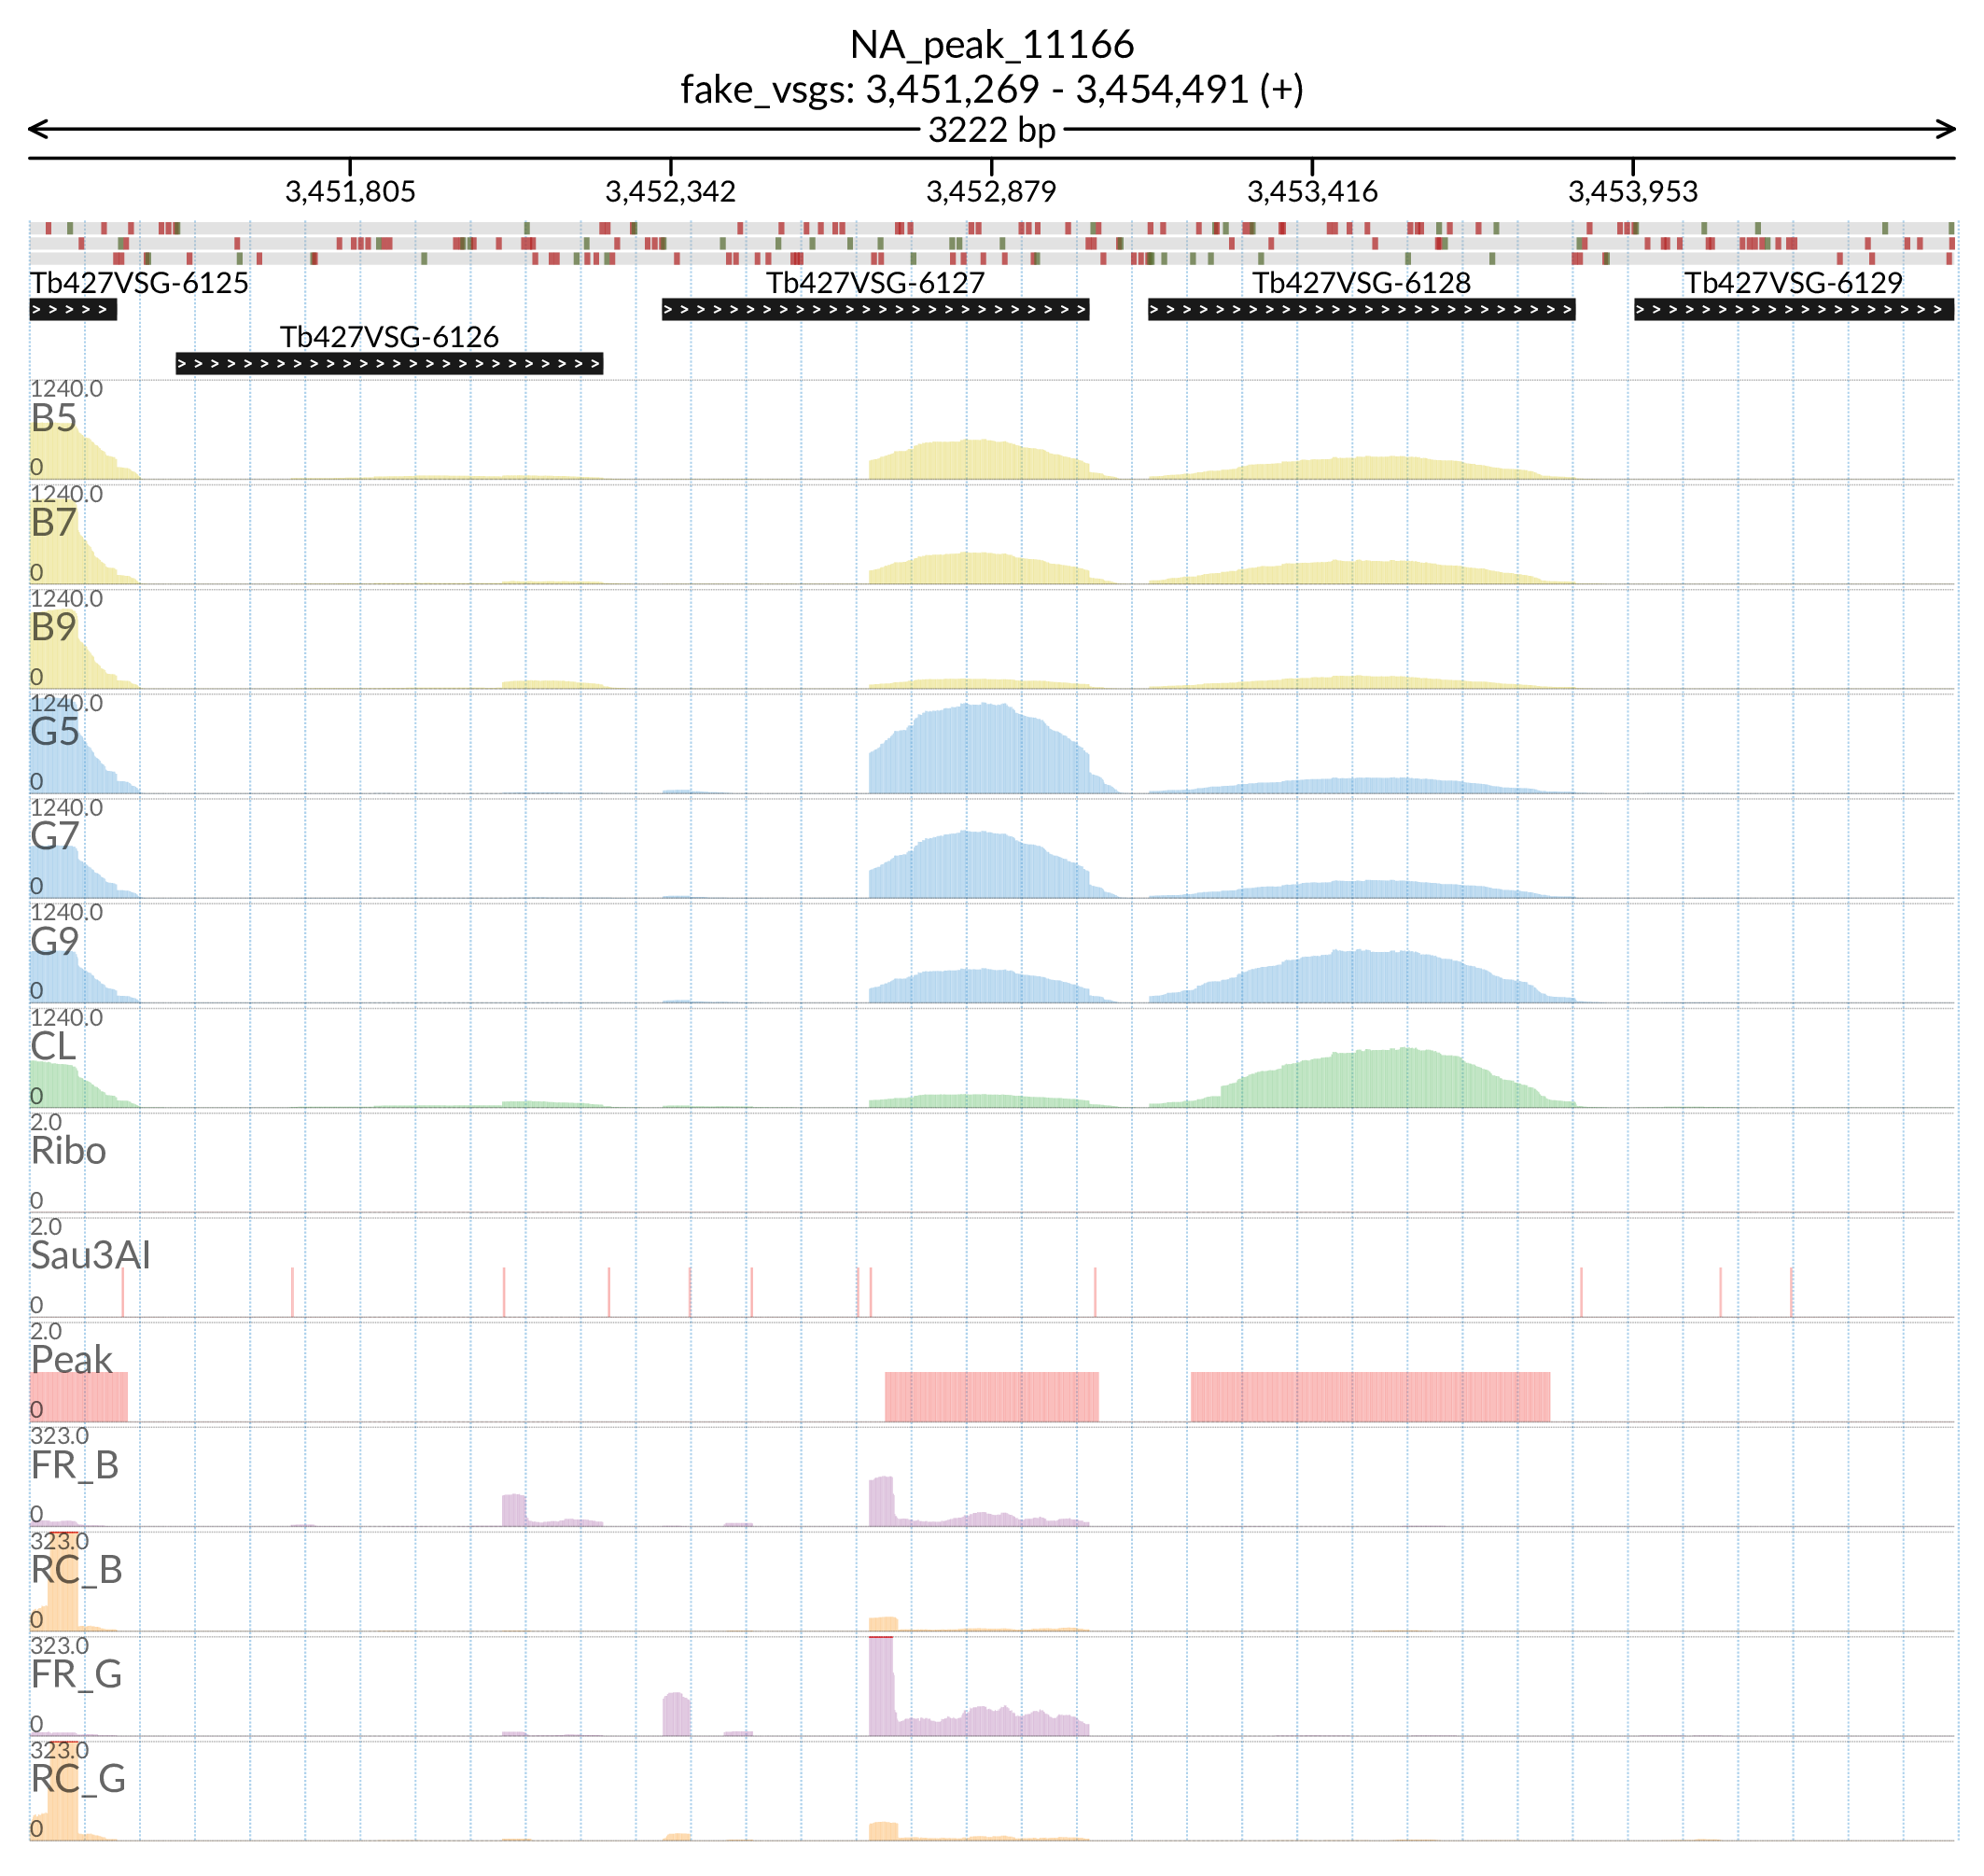 NA_peak_11166
fake_vsgs: 3,451,269 - 3,454,491 (+)
3222 bp
3,451,805 3,452,342 3,452,879 3,453,416 3,453,953
Tb427VSG-6125 Tb427VSG-6127 Tb427VSG-6128 Tb427VSG-6129
Tb427VSG-6126
1240.0
B5
0
1240.0
B7
0
1240.0
B9
0
1240.0
G5
0
1240.0
G7
0
1240.0
G9
0
1240.0
CL
0
2.0
Ribo
0
2.0
Sau3AI
0
2.0
Peak
0
323.0
FR_B
0
323.0
RC_B
0
323.0
FR_G
0
323.0
RC_G
0